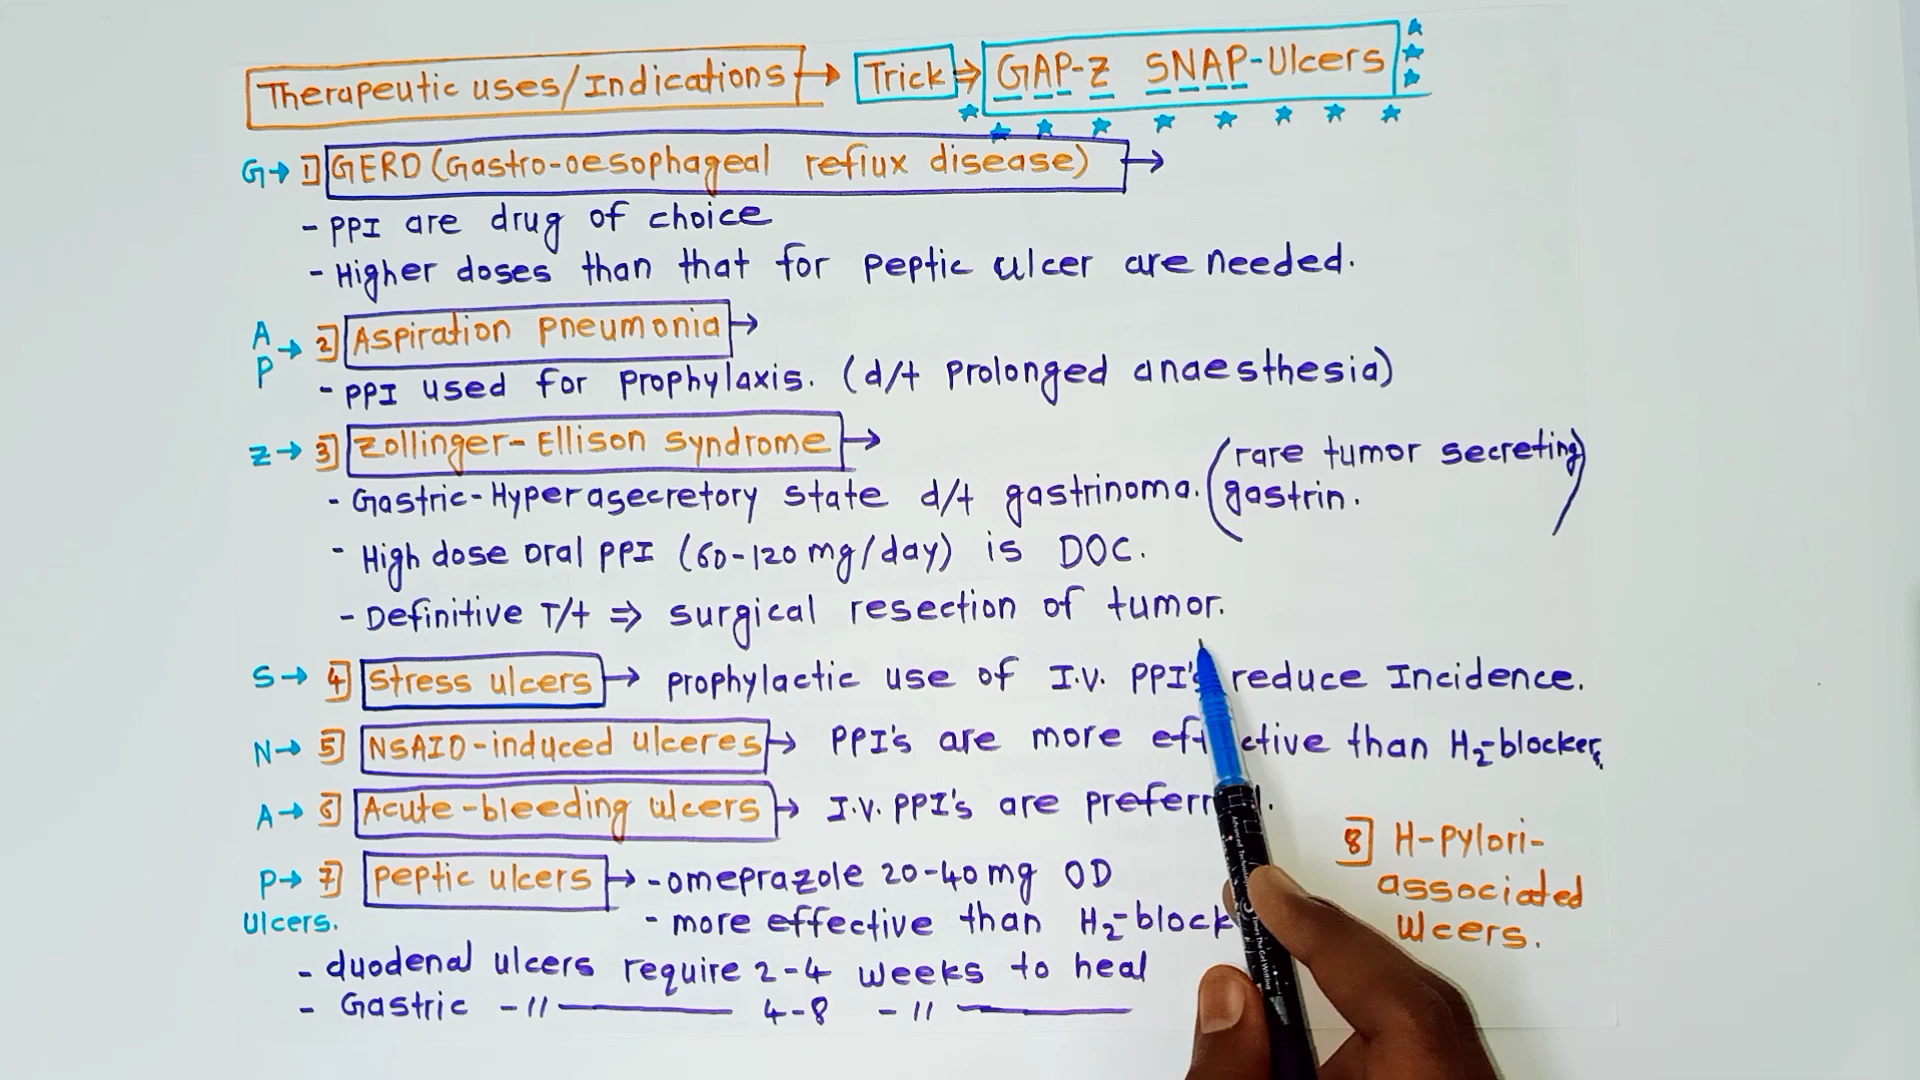 Therapeutic uses/Indications → Trick ⇒ GAP-Z SNAP-Ulcers
G→ 1] GERD (Gastro-oesophageal reflux disease) →
- PPI are drug of choice
- Higher doses than that for peptic ulcer are needed.
A P → 2] Aspiration pneumonia →
- PPI used for prophylaxis. (d/t prolonged anaesthesia)
Z→ 3] Zollinger-Ellison syndrome →
- Gastric-Hyperasecretory state d/t gastrinoma. (rare tumor secreting gastrin.)
- High dose oral PPI (60-120 mg/day) is DOC.
- Definitive T/t ⇒ surgical resection of tumor.
S→ 4] Stress ulcers → prophylactic use of I.V. PPI's reduce Incidence.
N→ 5] NSAID-induced ulceres → PPI's are more effective than H2-blockers
A→ 6] Acute-bleeding ulcers → I.V. PPI's are
P→ 7] peptic ulcers → - omeprazole 20-40 mg OD
Ulcers. - more effective than H2-block
- duodenal ulcers require 2-4 weeks to heal
- Gastric -11—— 4-8 -11——
8] H-pylori-
associated
ulcers.